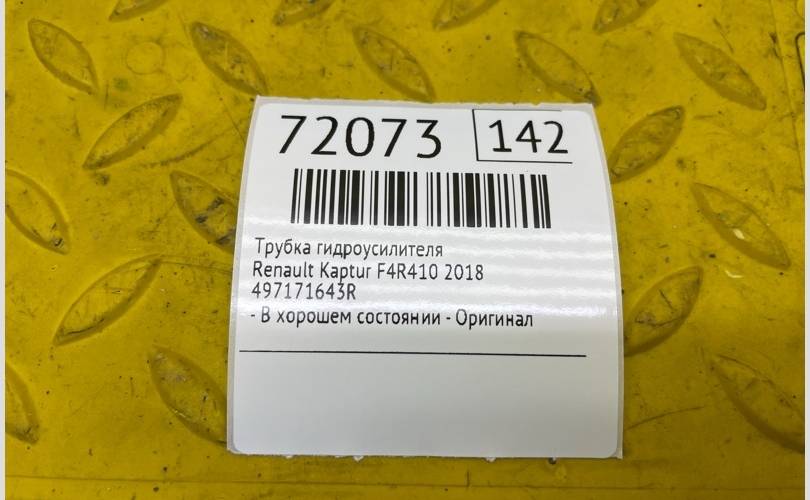 72073 142
Трубка гидроусилителя
Renault Kaptur F4R410 2018
497171643R
- В хорошем состоянии - Оригинал